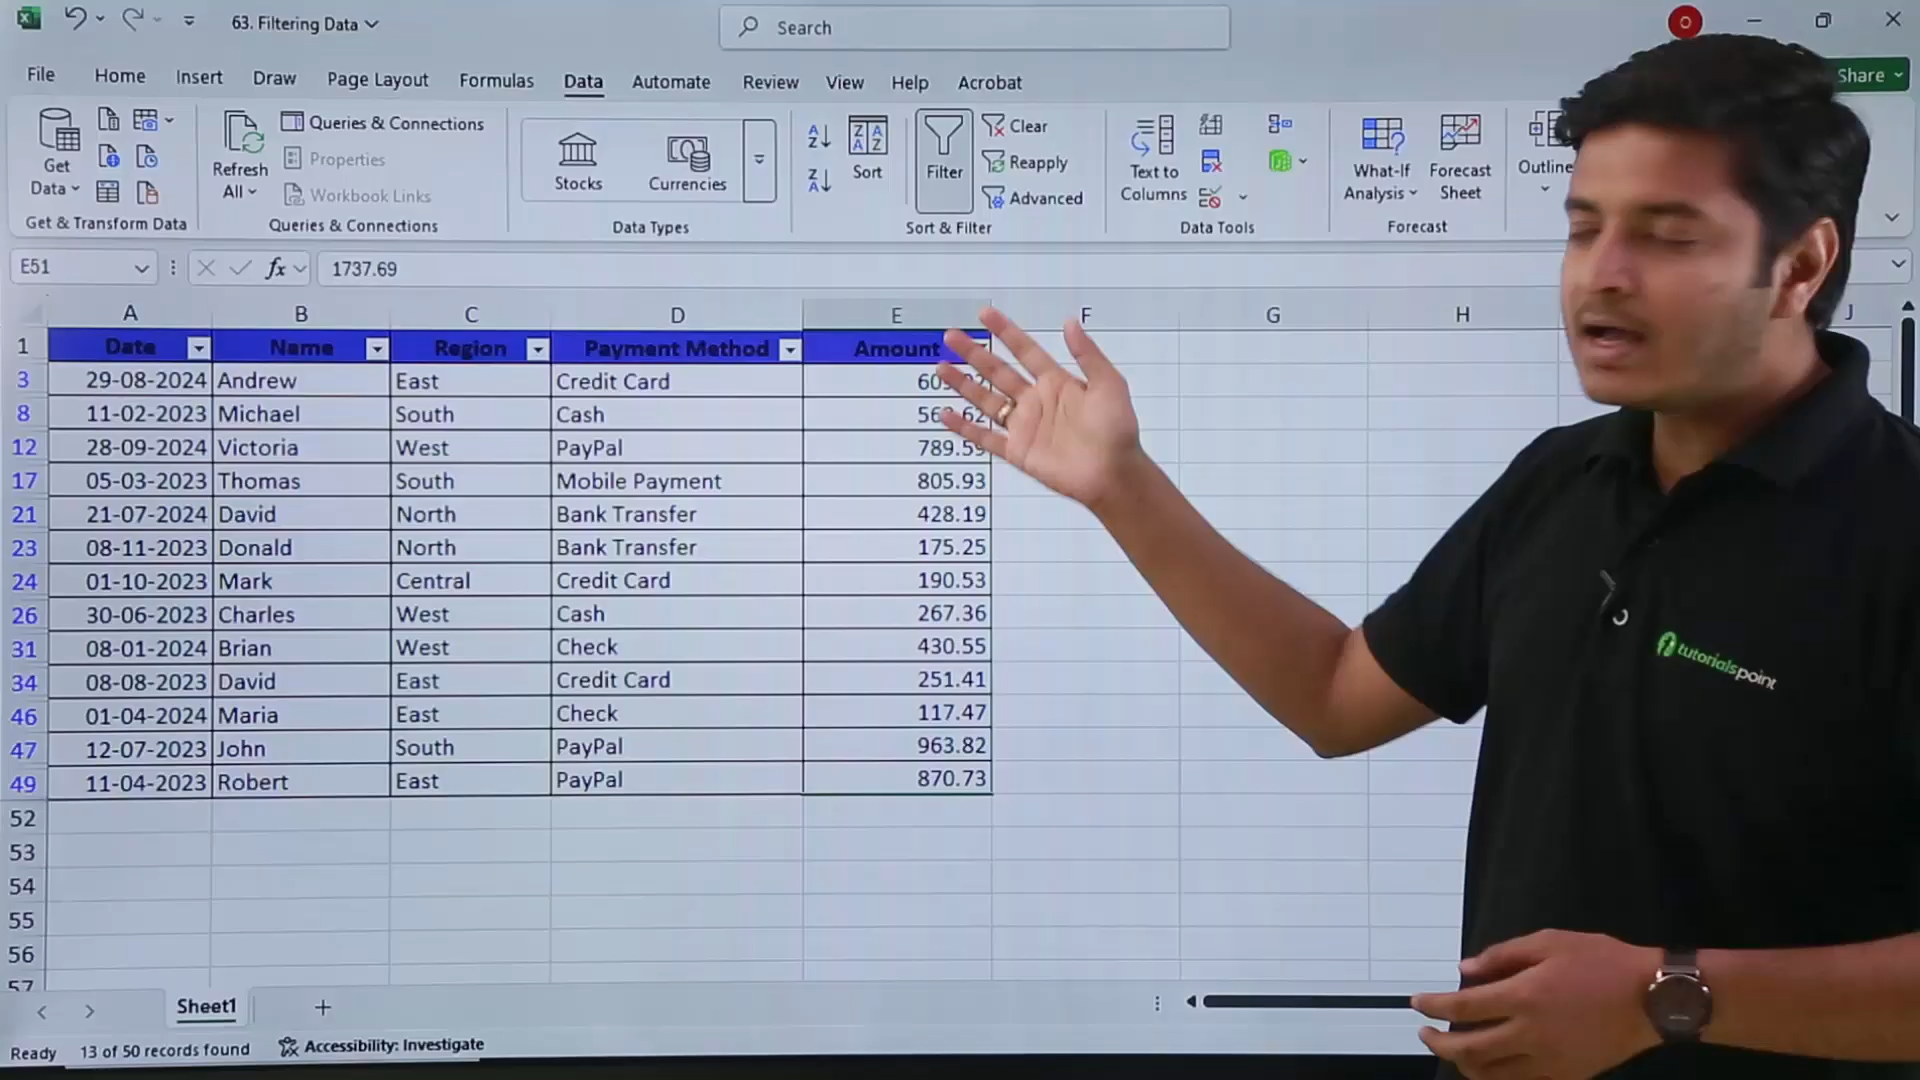 63. Filtering Data
Search
O
File Home Insert Draw Page Layout Formulas Data Automate Review View Help Acrobat
Share
Get Data
Refresh All
Queries & Connections
Properties
Workbook Links
Stocks
Currencies
Sort
Filter
Clear
Reapply
Advanced
Text to Columns
What-If Analysis
Forecast Sheet
Outline
Get & Transform Data
Queries & Connections
Data Types
Sort & Filter
Data Tools
Forecast
E51
fx
1737.69
A B C D E F G H J
1 Date Name Region Payment Method Amount
3 29-08-2024 Andrew East Credit Card
8 11-02-2023 Michael South Cash
12 28-09-2024 Victoria West PayPal 789.59
17 05-03-2023 Thomas South Mobile Payment 805.93
21 21-07-2024 David North Bank Transfer 428.19
23 08-11-2023 Donald North Bank Transfer 175.25
24 01-10-2023 Mark Central Credit Card 190.53
26 30-06-2023 Charles West Cash 267.36
31 08-01-2024 Brian West Check 430.55
34 08-08-2023 David East Credit Card 251.41
46 01-04-2024 Maria East Check 117.47
47 12-07-2023 John South PayPal 963.82
49 11-04-2023 Robert East PayPal 870.73
52
53
54
55
56
57
tutorialspoint
Sheet1
Ready 13 of 50 records found Accessibility: Investigate